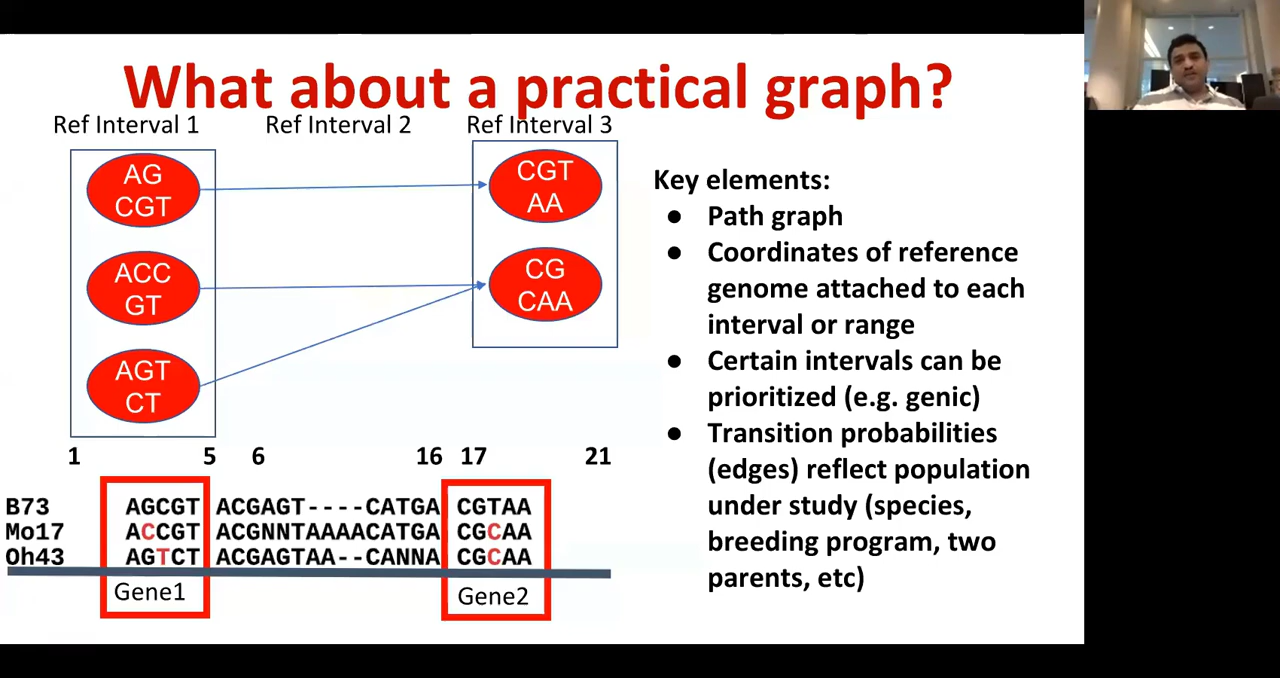 What about a practical graph?
Ref Interval 1 Ref Interval 2 Ref Interval 3
AG
CGT
ACC
GT
AGT
CT
CGT
AA
CG
CAA
1 5 6 16 17 21
B73 AGCGT ACGAGT----CATGA CGTAA
Mo17 ACCGT ACGNNTAAAACATGA CGCAA
Oh43 AGTCT ACGAGTAA--CANNA CGCAA
Gene1 Gene2
Key elements:
● Path graph
● Coordinates of reference
genome attached to each
interval or range
● Certain intervals can be
prioritized (e.g. genic)
● Transition probabilities
(edges) reflect population
under study (species,
breeding program, two
parents, etc)